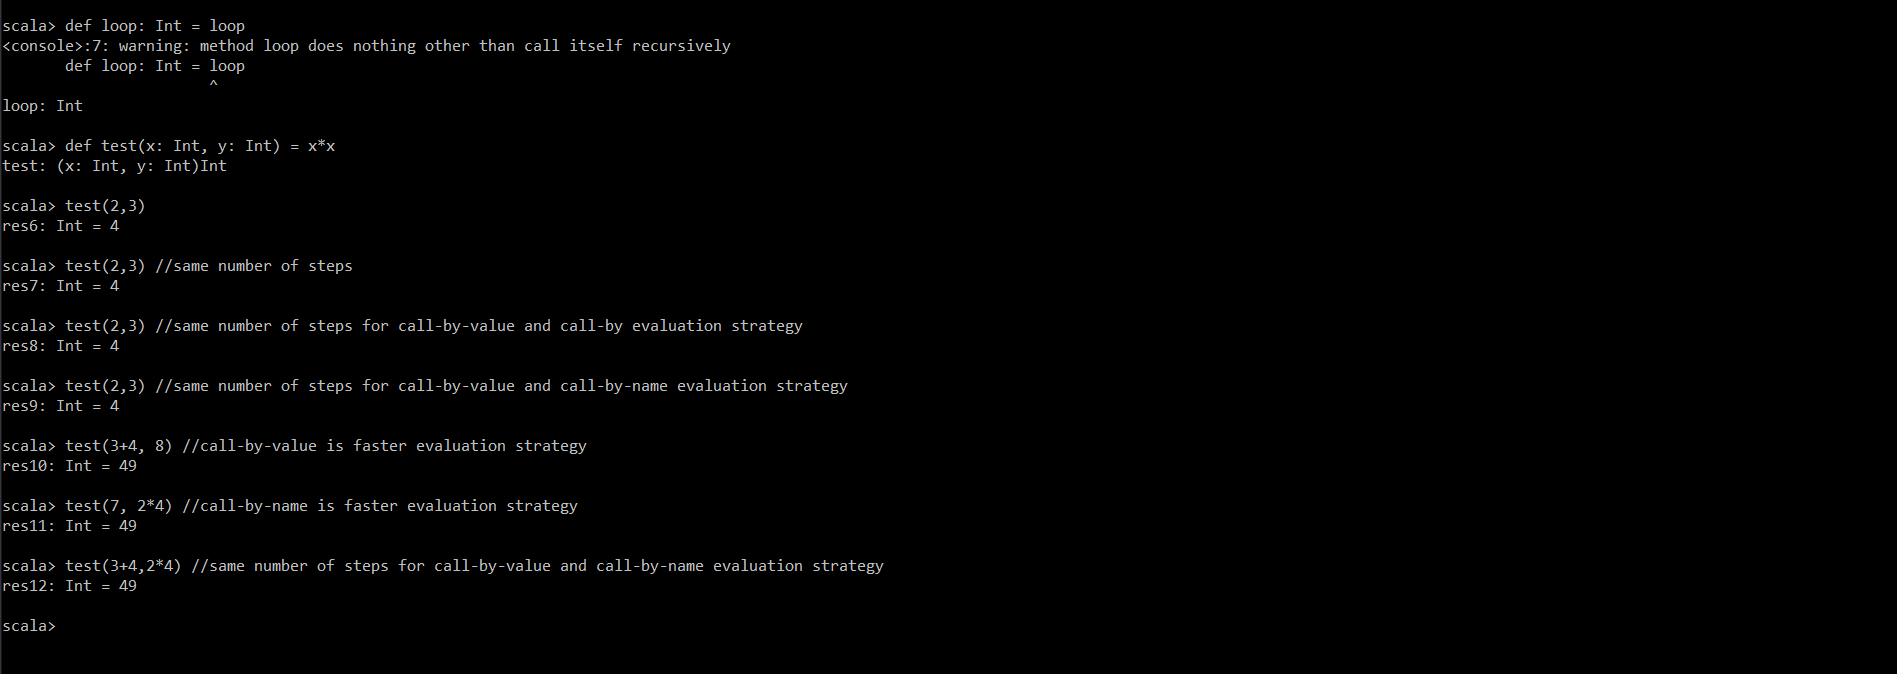 scala> def loop: Int = loop
<console>:7: warning: method loop does nothing other than call itself recursively
       def loop: Int = loop
                       ^
loop: Int
scala> def test(x: Int, y: Int) = x*x
test: (x: Int, y: Int)Int
scala> test(2,3)
res6: Int = 4
scala> test(2,3) //same number of steps
res7: Int = 4
scala> test(2,3) //same number of steps for call-by-value and call-by evaluation strategy
res8: Int = 4
scala> test(2,3) //same number of steps for call-by-value and call-by-name evaluation strategy
res9: Int = 4
scala> test(3+4, 8) //call-by-value is faster evaluation strategy
res10: Int = 49
scala> test(7, 2*4) //call-by-name is faster evaluation strategy
res11: Int = 49
scala> test(3+4,2*4) //same number of steps for call-by-value and call-by-name evaluation strategy
res12: Int = 49
scala>